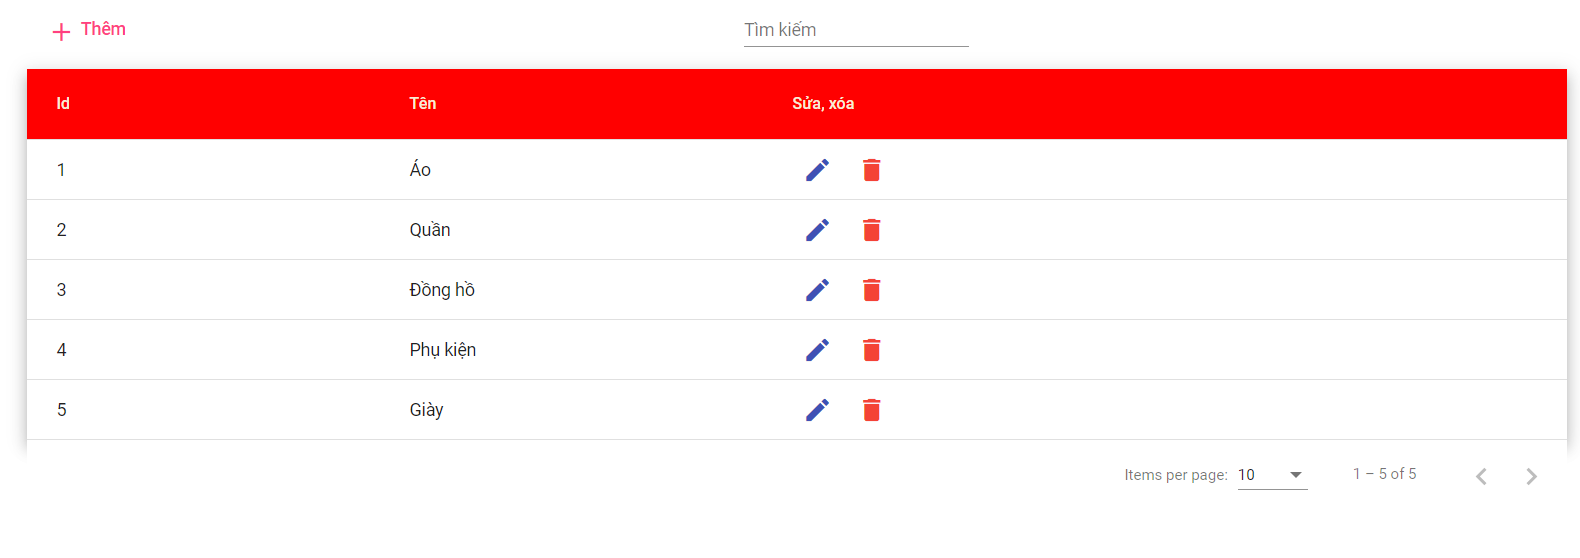 Thêm
Tìm kiếm
Id Tên Sửa, xóa
1 Áo
2 Quần
3 Đồng hồ
4 Phụ kiện
5 Giày
Items per page: 10 1 – 5 of 5